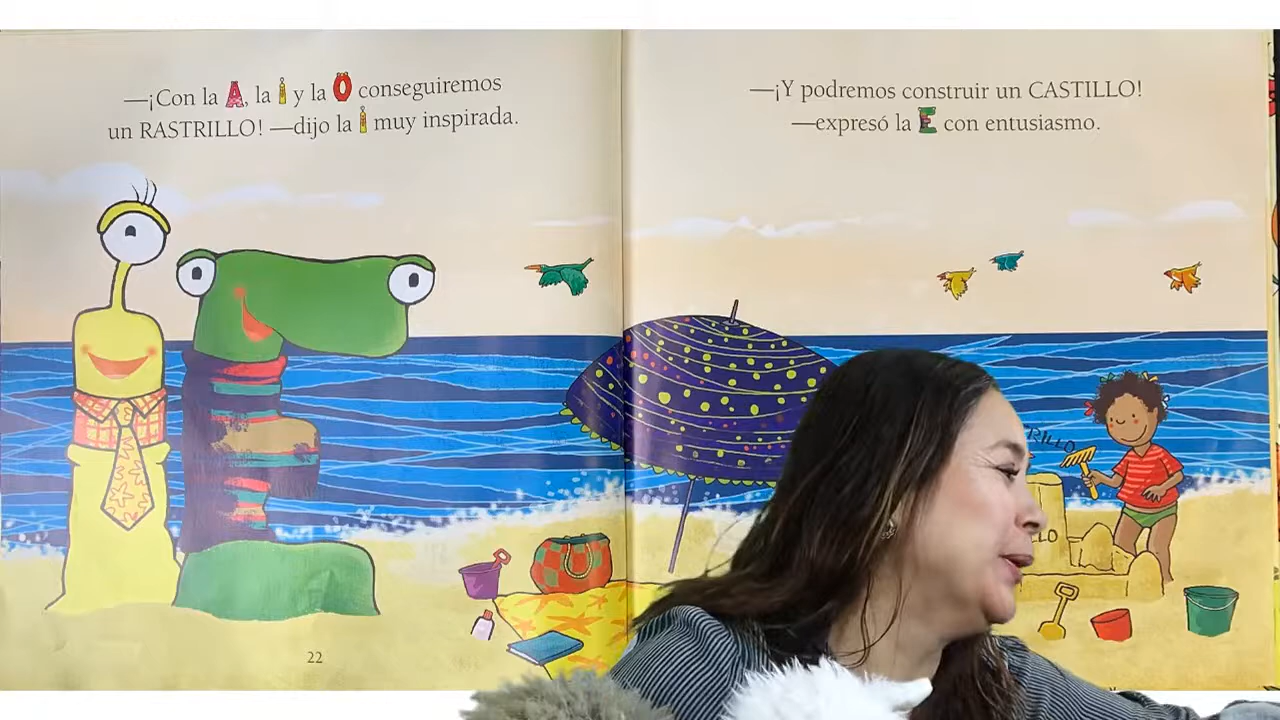 —¡Con la A, la I y la O conseguiremos
un RASTRILLO! —dijo la I muy inspirada.
22
—¡Y podremos construir un CASTILLO!
—expresó la E con entusiasmo.